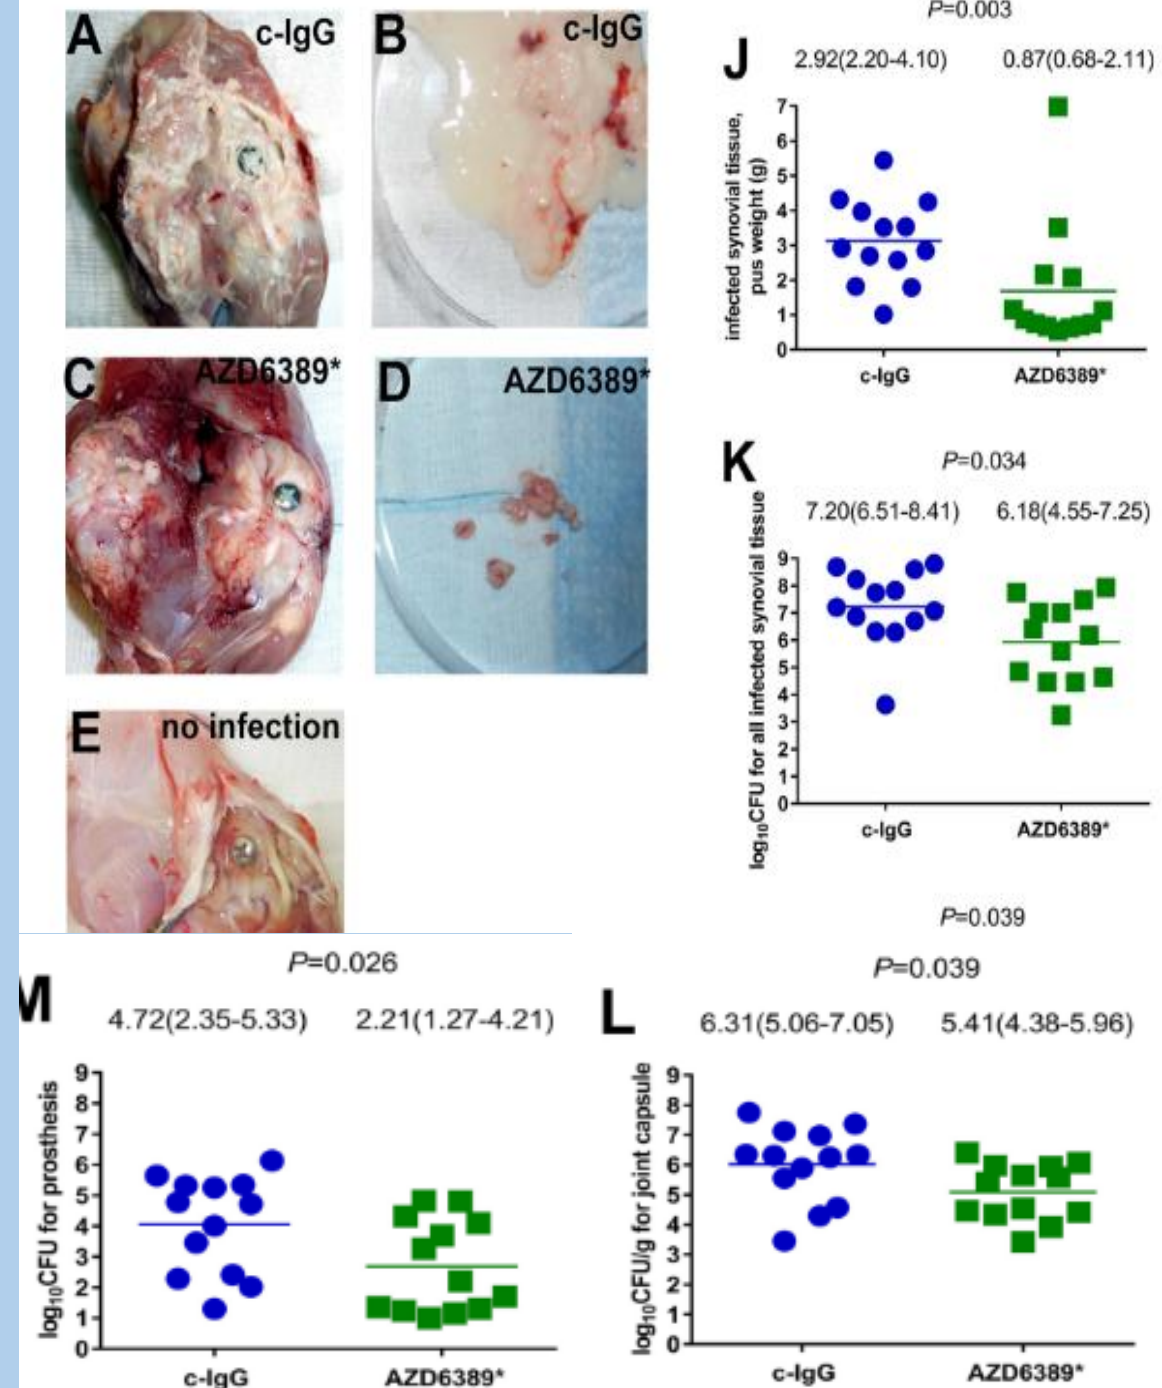 A c-IgG
B c-IgG
C AZD6389*
D AZD6389*
E no infection
P=0.003
J 2.92(2.20-4.10) 0.87(0.68-2.11)
infected synovial tissue,
pus weight (g)
7
6
5
4
3
2
1
0
c-IgG AZD6389*
K P=0.034
7.20(6.51-8.41) 6.18(4.55-7.25)
log10CFU for all infected synovial tissue
9
8
7
6
5
4
3
2
1
0
c-IgG AZD6389*
P=0.039
M P=0.026
4.72(2.35-5.33) 2.21(1.27-4.21)
log10CFU for prosthesis
9
8
7
6
5
4
3
2
1
0
c-IgG AZD6389*
L P=0.039
6.31(5.06-7.05) 5.41(4.38-5.96)
log10CFU/g for joint capsule
9
8
7
6
5
4
3
2
1
0
c-IgG AZD6389*